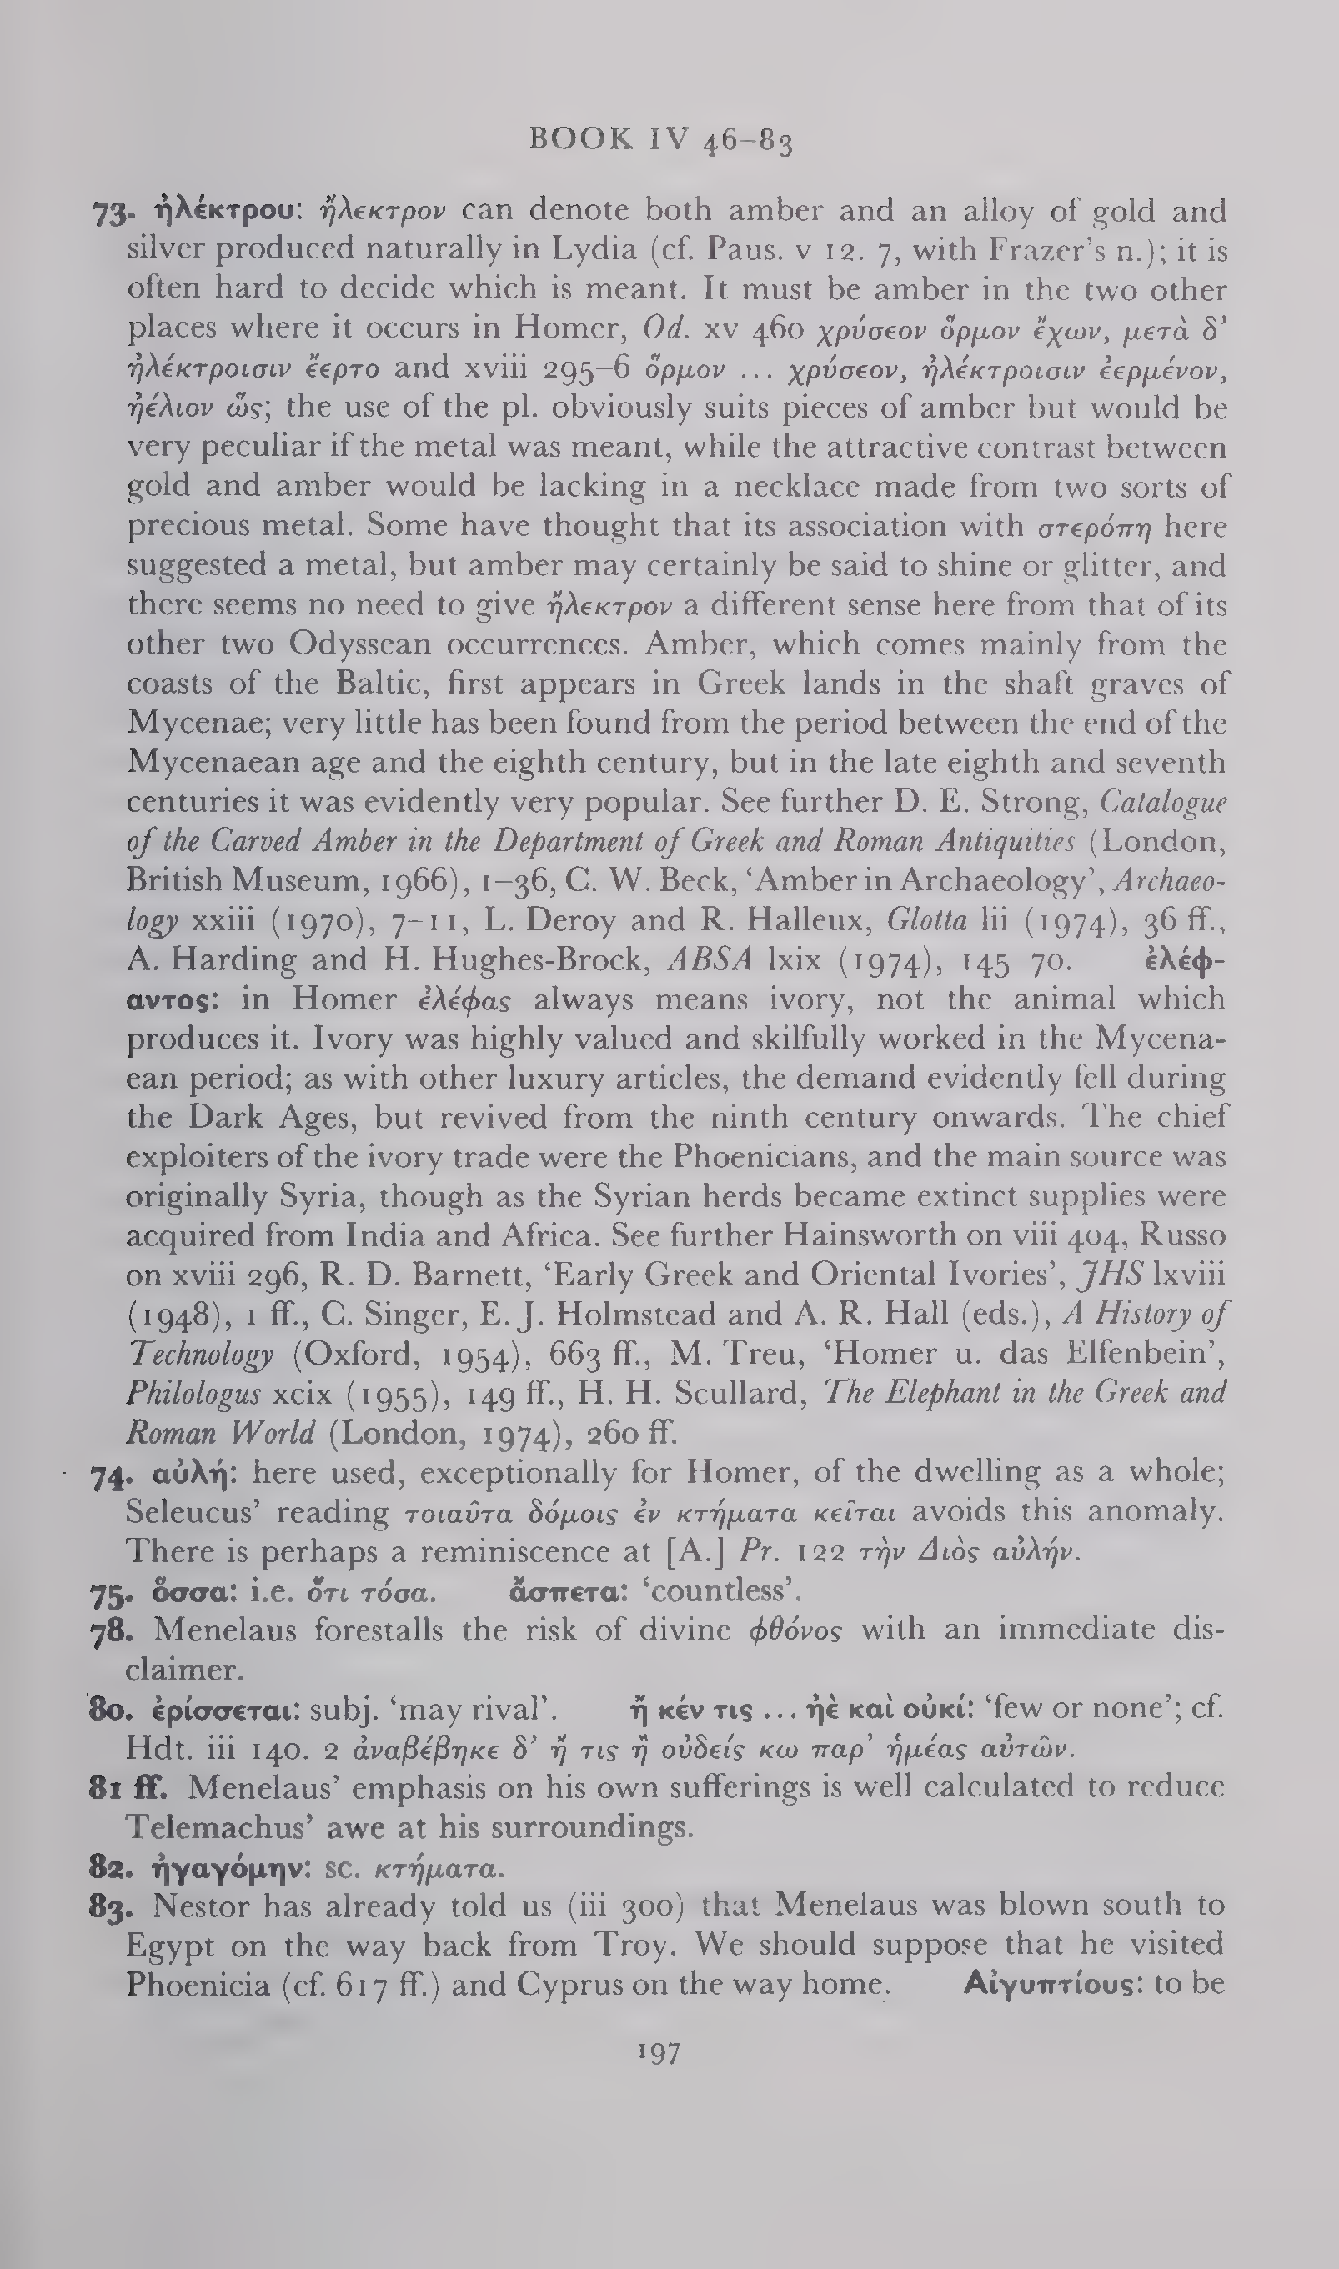 BOOK IV 46–83
73. ἠλέκτρου: ἤλεκτρον can denote both amber and an alloy of gold and
silver produced naturally in Lydia (cf. Paus. v 12. 7, with Frazer's n.); it is
often hard to decide which is meant. It must be amber in the two other
places where it occurs in Homer, Od. xv 460 χρύσεον ὅρμον ἔχων, μετὰ δ'
ἠλέκτροισιν ἔερτο and xviii 295–6 ὅρμον ... χρύσεον, ἠλέκτροισιν ἐερμένον,
ἠέλιον ὥς; the use of the pl. obviously suits pieces of amber but would be
very peculiar if the metal was meant, while the attractive contrast between
gold and amber would be lacking in a necklace made from two sorts of
precious metal. Some have thought that its association with στερόπη here
suggested a metal, but amber may certainly be said to shine or glitter, and
there seems no need to give ἤλεκτρον a different sense here from that of its
other two Odyssean occurrences. Amber, which comes mainly from the
coasts of the Baltic, first appears in Greek lands in the shaft graves of
Mycenae; very little has been found from the period between the end of the
Mycenaean age and the eighth century, but in the late eighth and seventh
centuries it was evidently very popular. See further D. E. Strong, Catalogue
of the Carved Amber in the Department of Greek and Roman Antiquities (London,
British Museum, 1966), 1–36, C. W. Beck, ‘Amber in Archaeology’, Archaeo-
logy xxiii (1970), 7–11, L. Deroy and R. Halleux, Glotta lii (1974), 36 ff.,
A. Harding and H. Hughes-Brock, ABSA lxix (1974), 145 70. ἐλέφ-
αντος: in Homer ἐλέφας always means ivory, not the animal which
produces it. Ivory was highly valued and skilfully worked in the Mycena-
ean period; as with other luxury articles, the demand evidently fell during
the Dark Ages, but revived from the ninth century onwards. The chief
exploiters of the ivory trade were the Phoenicians, and the main source was
originally Syria, though as the Syrian herds became extinct supplies were
acquired from India and Africa. See further Hainsworth on viii 404, Russo
on xviii 296, R. D. Barnett, ‘Early Greek and Oriental Ivories’, JHS lxviii
(1948), 1 ff., C. Singer, E. J. Holmstead and A. R. Hall (eds.), A History of
Technology (Oxford, 1954), 663 ff., M. Treu, ‘Homer u. das Elfenbein’,
Philologus xcix (1955), 149 ff., H. H. Scullard, The Elephant in the Greek and
Roman World (London, 1974), 260 ff.
74. αὐλή: here used, exceptionally for Homer, of the dwelling as a whole;
Seleucus’ reading τοιαῦτα δόμοις ἐν κτήματα κεῖται avoids this anomaly.
There is perhaps a reminiscence at [A.] Pr. 122 τὴν Διὸς αὐλήν.
75. ὅσσα: i.e. ὅτι τόσα. ἄσπετα: ‘countless’.
78. Menelaus forestalls the risk of divine φθόνος with an immediate dis-
claimer.
80. ἐρίσσεται: subj. ‘may rival’. ἤ κέν τις ... ἠὲ καὶ οὐκί: ‘few or none’; cf.
Hdt. iii 140. 2 ἀναβέβηκε δ’ ἤ τις ἢ οὐδείς κω παρ’ ἡμέας αὐτῶν.
81 ff. Menelaus’ emphasis on his own sufferings is well calculated to reduce
Telemachus’ awe at his surroundings.
82. ἠγαγόμην: sc. κτήματα.
83. Nestor has already told us (iii 300) that Menelaus was blown south to
Egypt on the way back from Troy. We should suppose that he visited
Phoenicia (cf. 617 ff.) and Cyprus on the way home. Αἰγυπτίους: to be
197